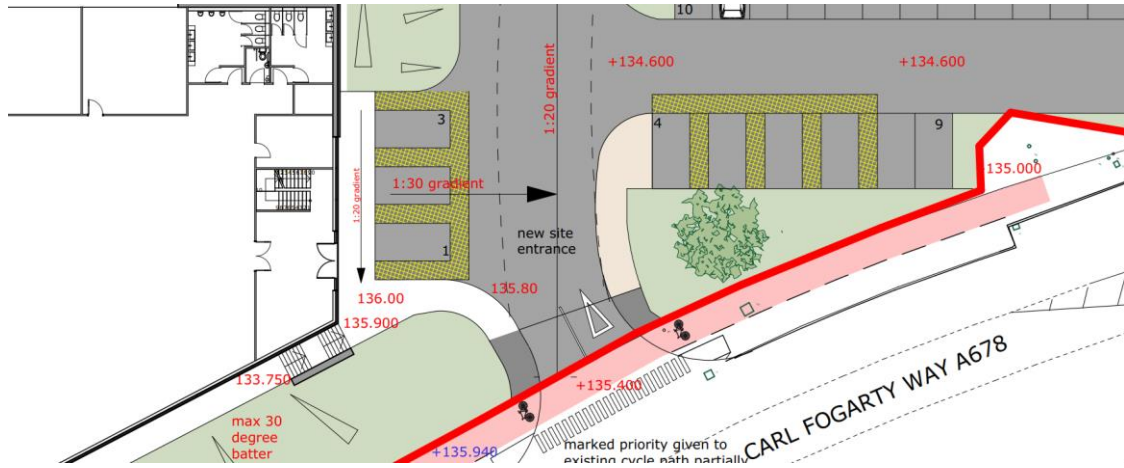 10
+134.600
+134.600
1:20 gradient
3
4
9
1:30 gradient
1:20 gradient
135.000
new site
entrance
1
136.00
135.80
135.900
133.750
+135.400
max 30
degree
batter
+135.940
marked priority given to
existing cycle path partially
CARL FOGARTY WAY A678